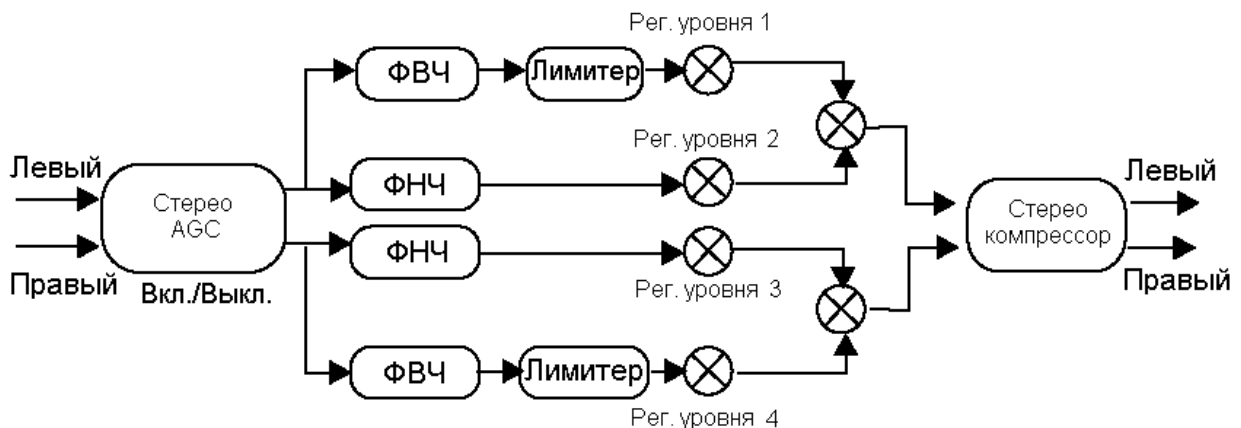 Рег. уровня 1
ФВЧ
Лимитер
Рег. уровня 2
Левый
ФНЧ
Левый
Стерео
AGC
Стерео
компрессор
ФНЧ
Правый
Вкл./Выкл.
Рег. уровня 3
Правый
ФВЧ
Лимитер
Рег. уровня 4